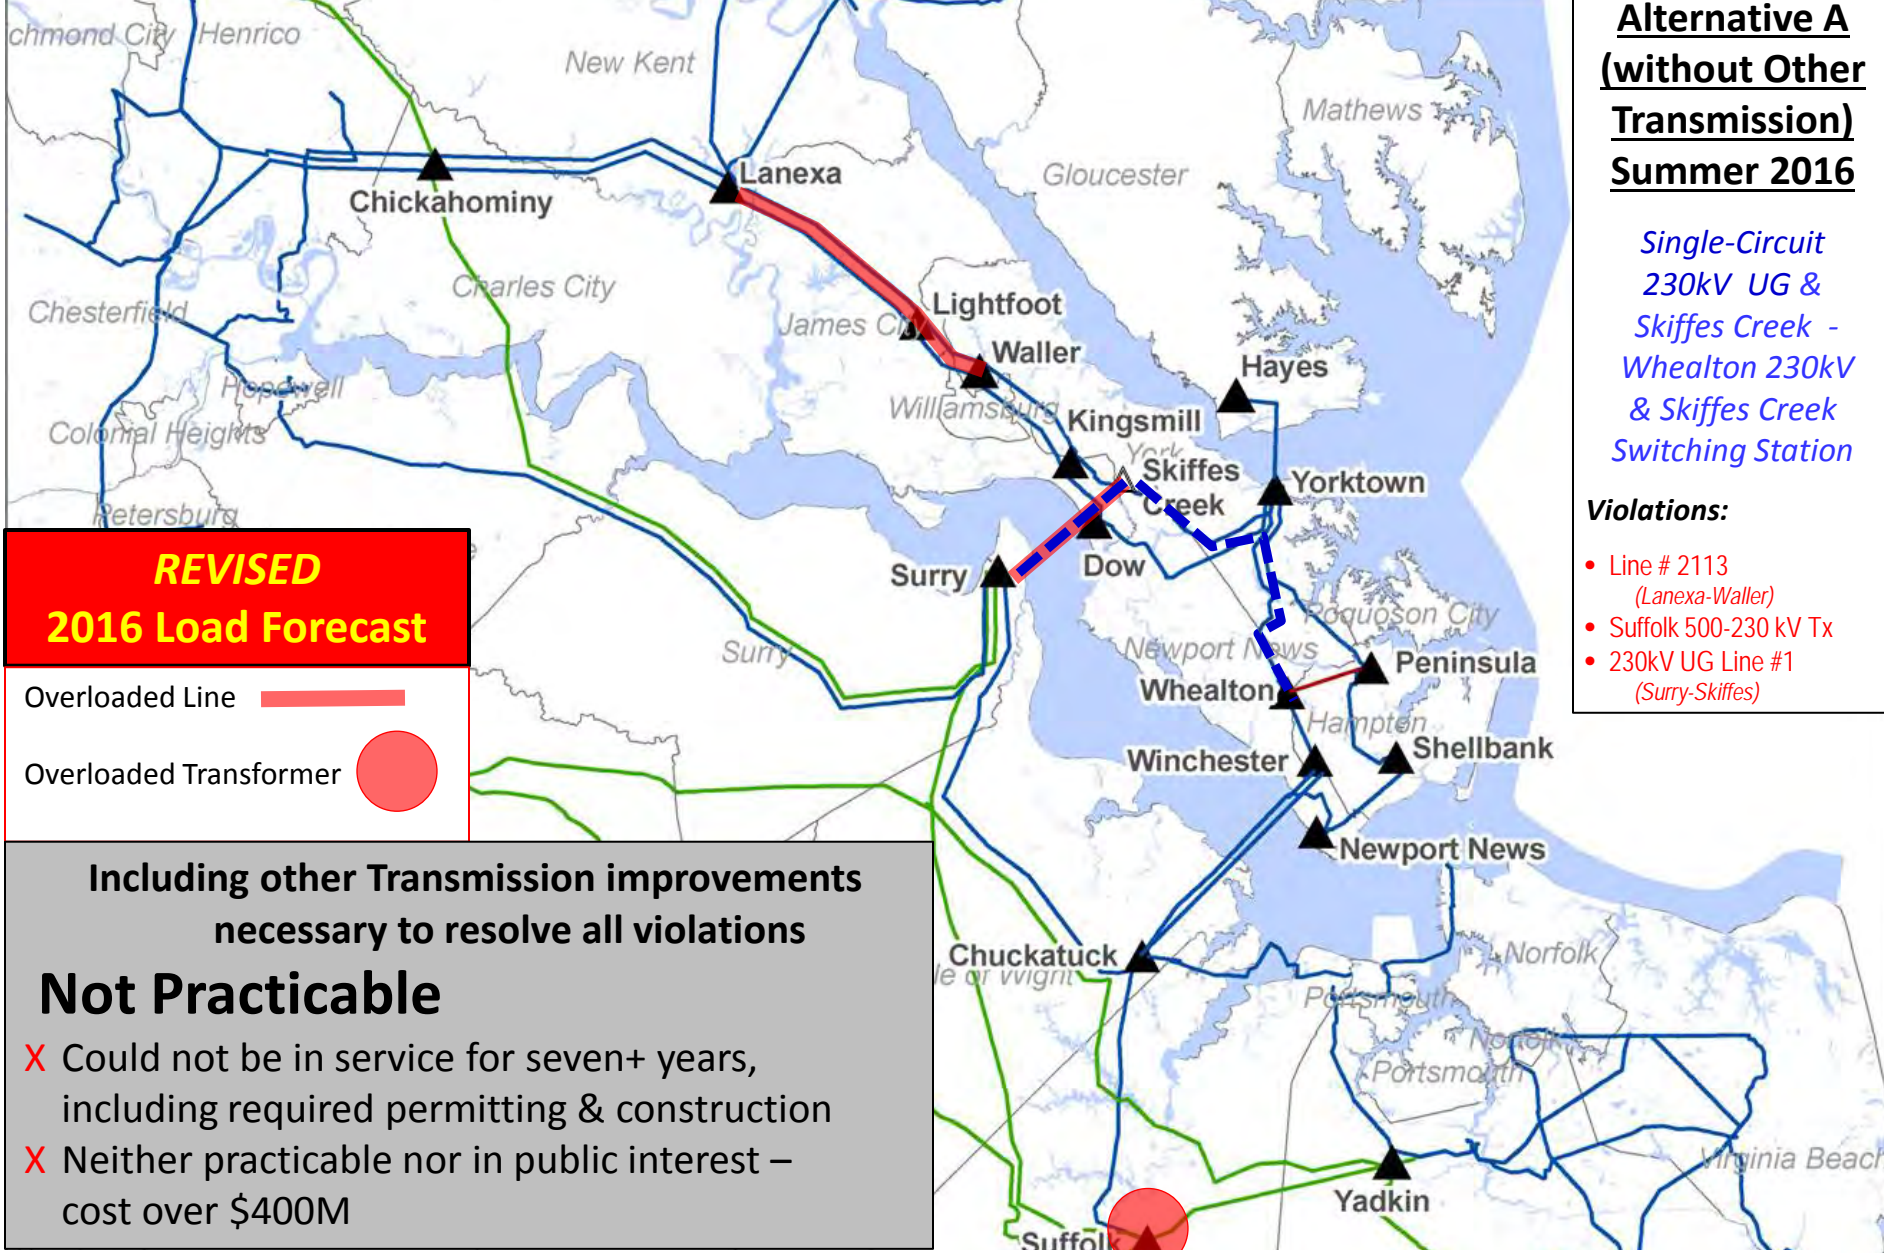 Alternative A
(without Other
Transmission)
Summer 2016
Single-Circuit
230kV UG &
Skiffes Creek -
Whealton 230kV
& Skiffes Creek
Switching Station
Violations:
• Line # 2113
(Lanexa-Waller)
• Suffolk 500-230 kV Tx
• 230kV UG Line #1
(Surry-Skiffes)
chmond City
Henrico
New Kent
Mathews
Gloucester
Lanexa
Chickahominy
Charles City
Chesterfield
James City
Lightfoot
Waller
Hayes
Hopewell
Williamsburg
Kingsmill
Colonial Heights
York
Skiffes
Creek
Yorktown
Petersburg
Surry
Dow
Poquoson City
Surry
Newport News
Peninsula
Whealton
Hampton
Winchester
Shellbank
Newport News
Chuckatuck
le of Wight
Norfolk
Portsmouth
Norfolk
Portsmouth
Virginia Beach
Yadkin
Suffolk
REVISED
2016 Load Forecast
Overloaded Line
Overloaded Transformer
Including other Transmission improvements
necessary to resolve all violations
Not Practicable
X Could not be in service for seven+ years,
including required permitting & construction
X Neither practicable nor in public interest –
cost over $400M